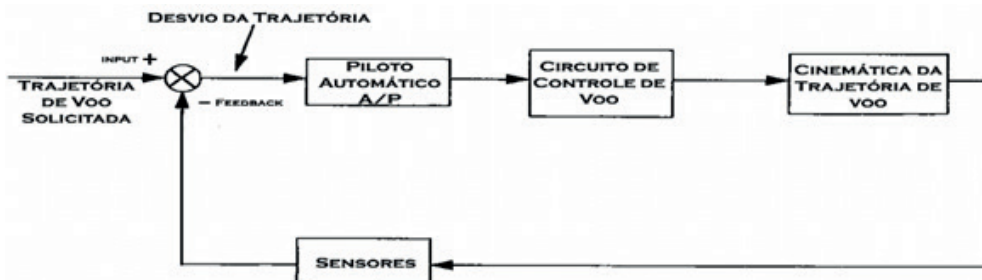 DESVIO DA TRAJETÓRIA
INPUT +
TRAJETÓRIA
DE VOO
SOLICITADA
– FEEDBACK
PILOTO
AUTOMÁTICO
A/P
CIRCUITO DE
CONTROLE DE
VOO
CINEMÁTICA DA
TRAJETÓRIA DE
VOO
SENSORES